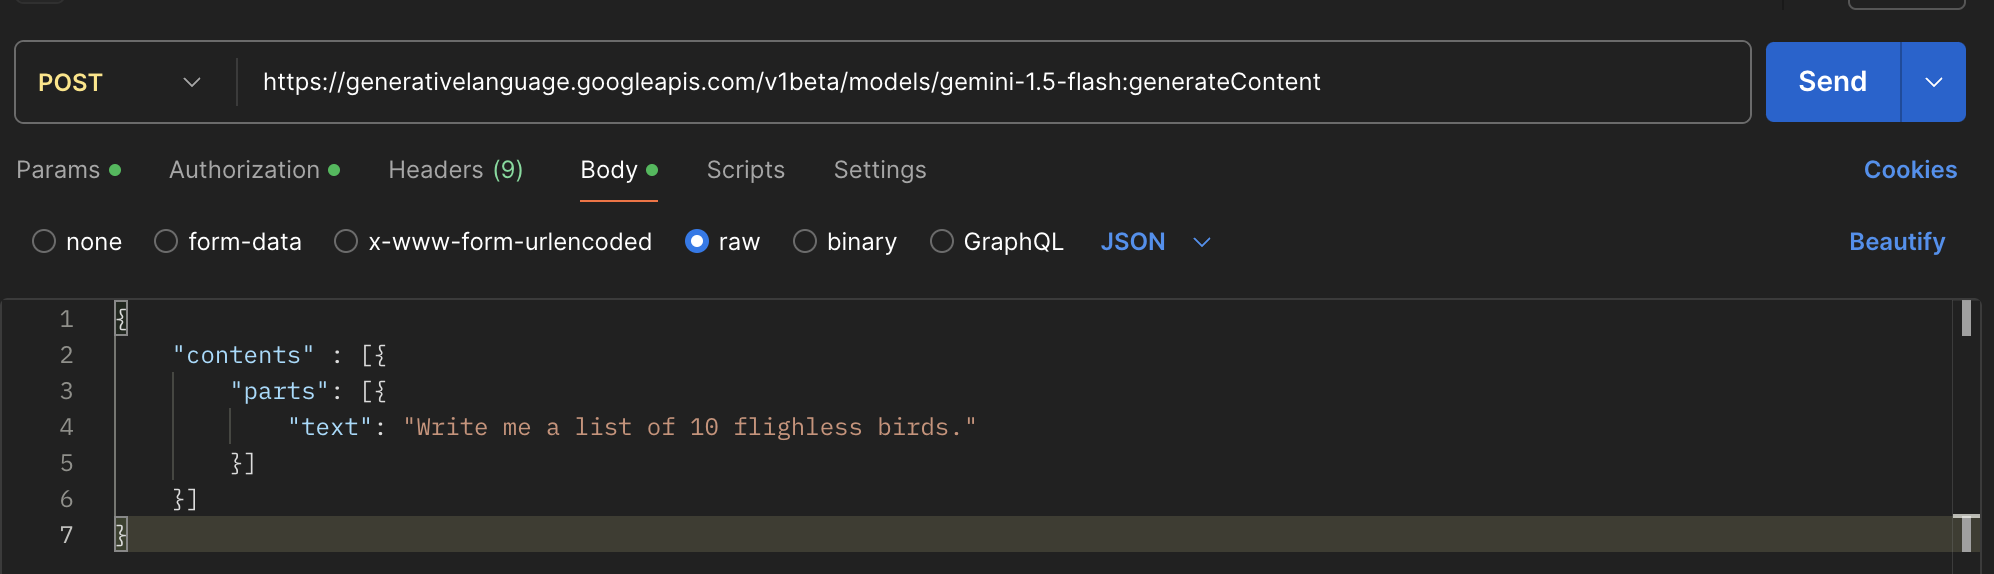 POST https://generativelanguage.googleapis.com/v1beta/models/gemini-1.5-flash:generateContent Send
Params Authorization Headers (9) Body Scripts Settings Cookies
none form-data x-www-form-urlencoded raw binary GraphQL JSON Beautify
1 {
2 "contents" : [{
3 "parts": [{
4 "text": "Write me a list of 10 flighless birds."
5 }]
6 }]
7 }